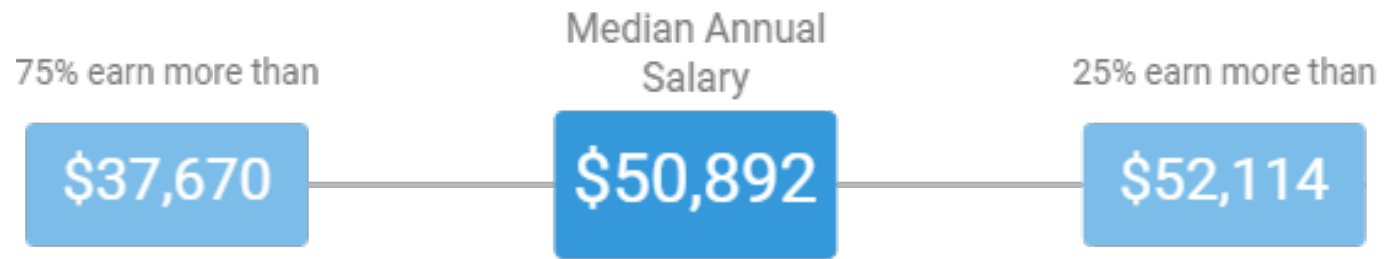 75% earn more than
$37,670
Median Annual
Salary
$50,892
25% earn more than
$52,114